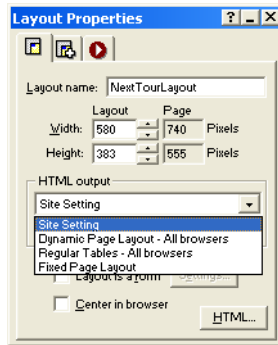 Layout Properties
Layout name: NextTourLayout
Layout Page
Width: 580 740 Pixels
Height: 383 555 Pixels
HTML output
Site Setting
Site Setting
Dynamic Page Layout - All browsers
Regular Tables - All browsers
Fixed Page Layout
Layout is a form Settings...
Center in browser
HTML...